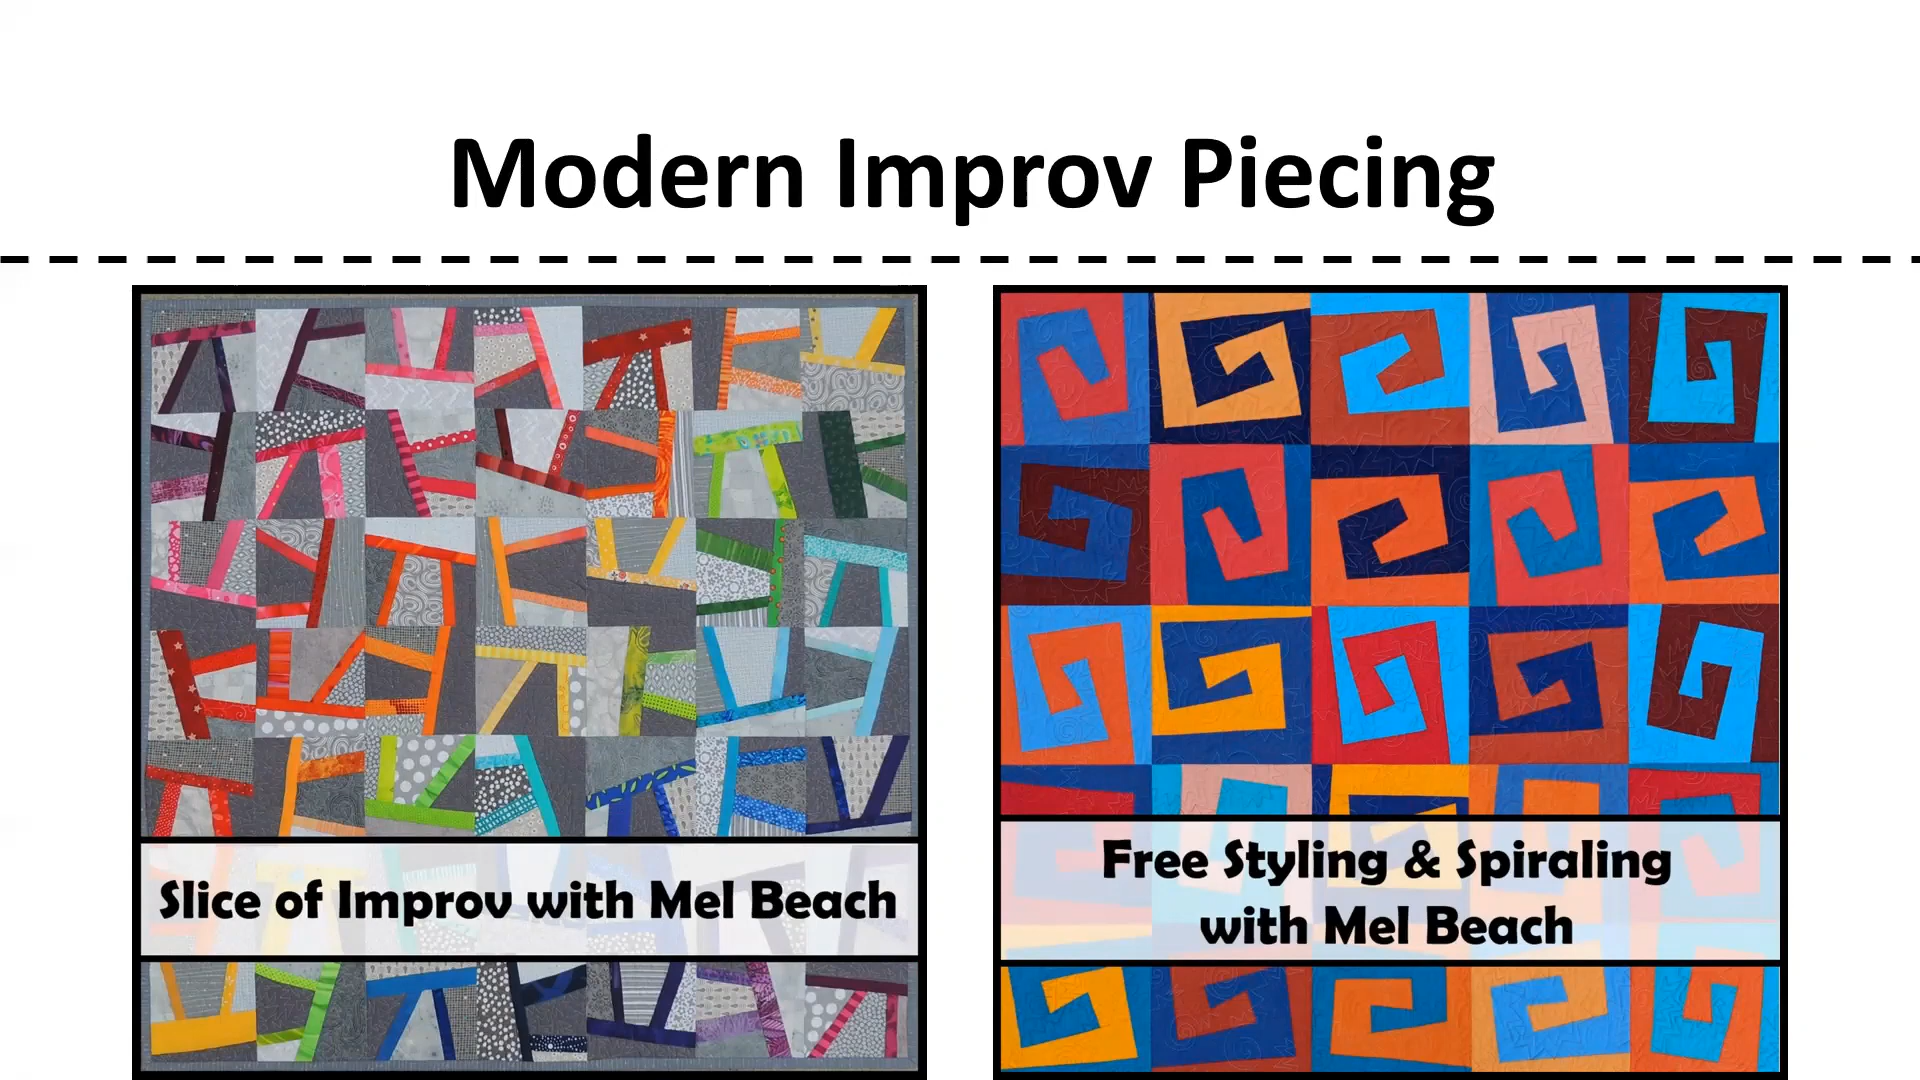 Modern Improv Piecing
Slice of Improv with Mel Beach
Free Styling & Spiraling
with Mel Beach